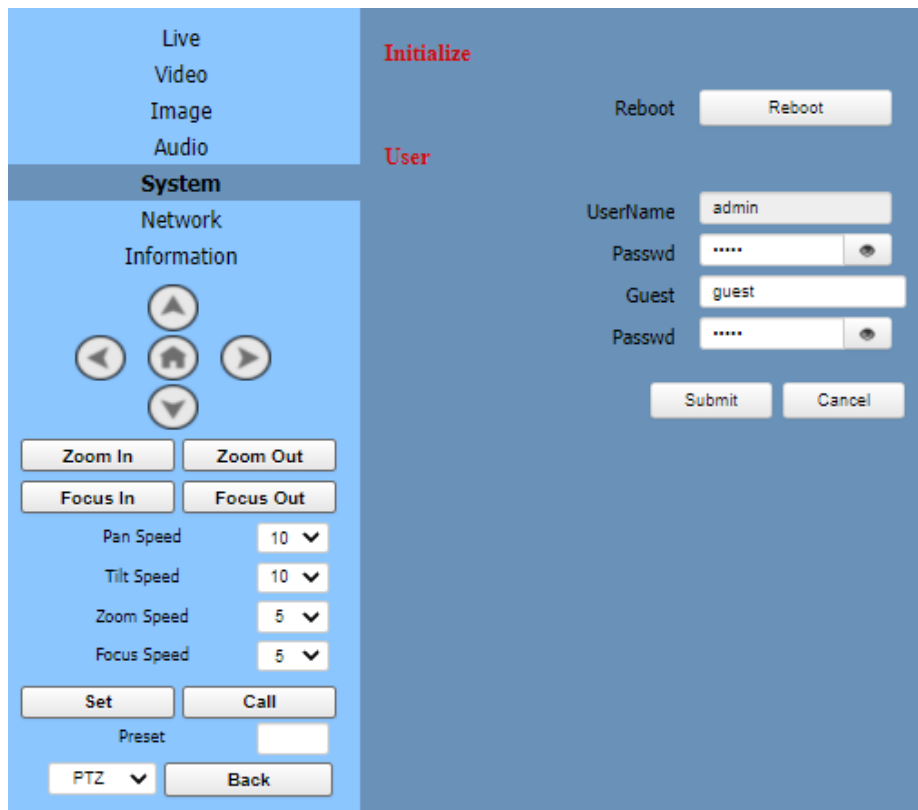 Live
Video
Image
Audio
System
Network
Information
Zoom In Zoom Out
Focus In Focus Out
Pan Speed 10
Tilt Speed 10
Zoom Speed 5
Focus Speed 5
Set Call
Preset
PTZ Back
Initialize
Reboot Reboot
User
UserName admin
Passwd •••••
Guest guest
Passwd •••••
Submit Cancel